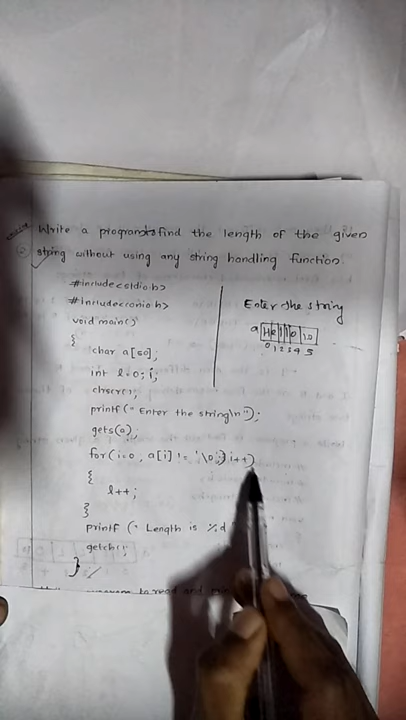 Write a program to find the length of the given
string without using any string handling function.
#include<stdio.h>
#include<conio.h>
void main()
{
char a[50];
int l=0, i;
clrscr();
printf(" Enter the string\n");
gets(a);
for(i=0, a[i] != '\0'; i++)
{
l++;
}
printf (" Length is %d
getch();
}
Enter the string
a H e l l o \0
0 1 2 3 4 5